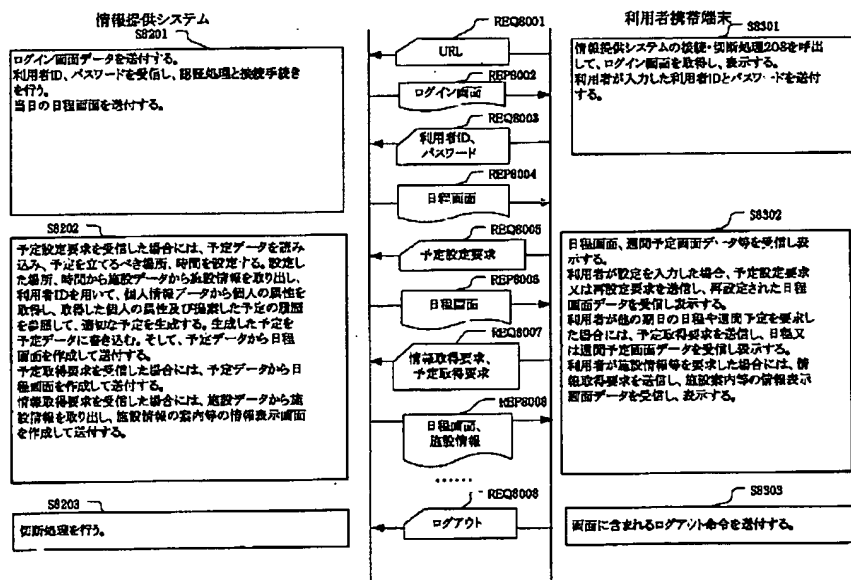 情報提供システム
S8201
ログイン画面データを送付する。
利用者ID、パスワードを受信し、認証処理と接続手続き
を行う。
当日の日程画面を送付する。
S8202
予定設定要求を受信した場合には、予定データを読み
込み、予定を立てるべき場所、時間を設定する。設定し
た場所、時間から施設データから施設情報を取り出し、
利用者IDを用いて、個人情報データから個人の属性を
取得し、取得した個人の属性及び提案した予定の履歴
を参照して、適切な予定を生成する。生成した予定を
予定データに書き込む。そして、予定データから日程
画面を作成して送付する。
予定取得要求を受信した場合には、予定データから日
程画面を作成して送付する。
情報取得要求を受信した場合には、施設データから施
設情報を取り出し、施設情報の案内等の情報表示画面
を作成して送付する。
S8203
切断処理を行う。
REQ8001
URL
REP8002
ログイン画面
REQ8003
利用者ID、
パスワード
REP8004
日程画面
REQ8005
予定設定要求
REP8006
日程画面
REQ8007
情報取得要求、
予定取得要求
REP8008
日程画面、
施設情報
……
REQ8008
ログアウト
利用者携帯端末
S8301
情報提供システムの接続・切断処理208を呼出
して、ログイン画面を取得し、表示する。
利用者が入力した利用者IDとパスワードを送付
する。
S8302
日程画面、週間予定画面データ等を受信し表
示する。
利用者が設定を入力した場合、予定設定要求
又は再設定要求を送信し、再設定された日程
画面データを受信し表示する。
利用者が他の期日の日程や週間予定を要求し
た場合には、予定取得要求を送信し、日程又
は週間予定画面データを受信し表示する。
利用者が施設情報等を要求した場合には、情
報取得要求を送信し、施設案内等の情報表示
画面データを受信し、表示する。
S8303
画面に含まれるログアウト命令を送付する。